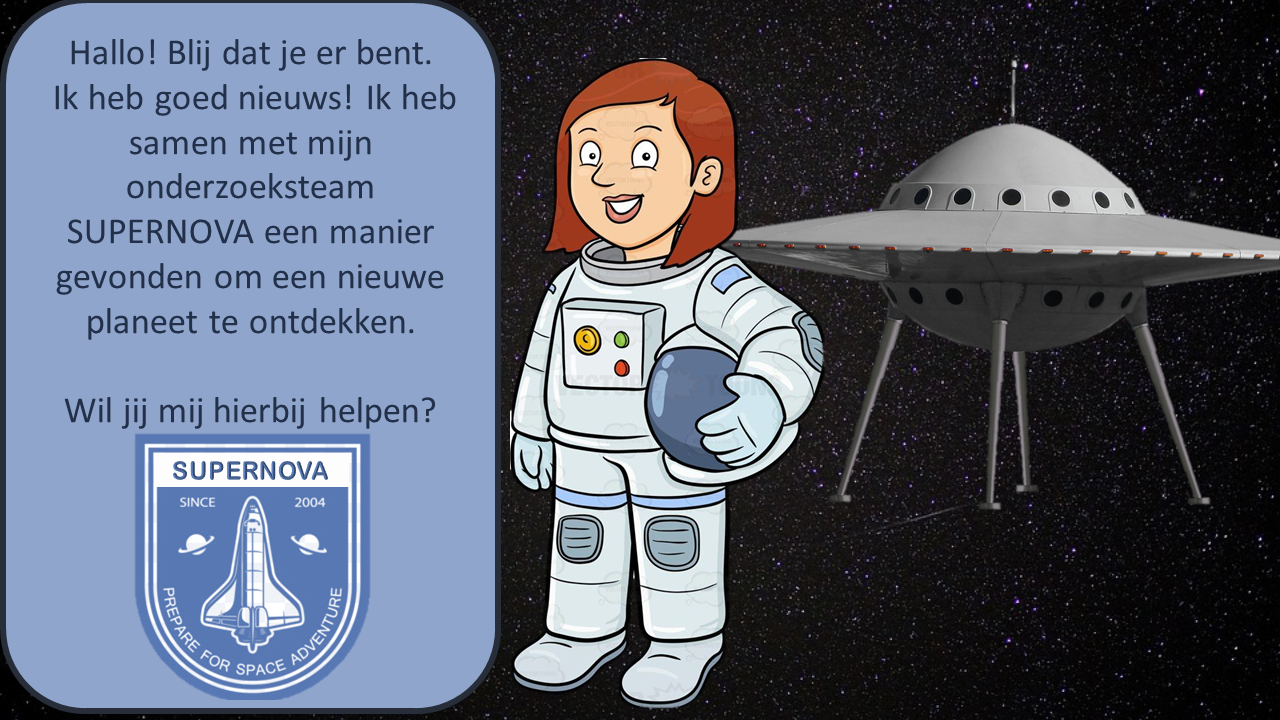 Hallo! Blij dat je er bent.
Ik heb goed nieuws! Ik heb
samen met mijn
onderzoeksteam
SUPERNOVA een manier
gevonden om een nieuwe
planeet te ontdekken.
Wil jij mij hierbij helpen?
SUPERNOVA
SINCE 2004
PREPARE FOR SPACE ADVENTURE